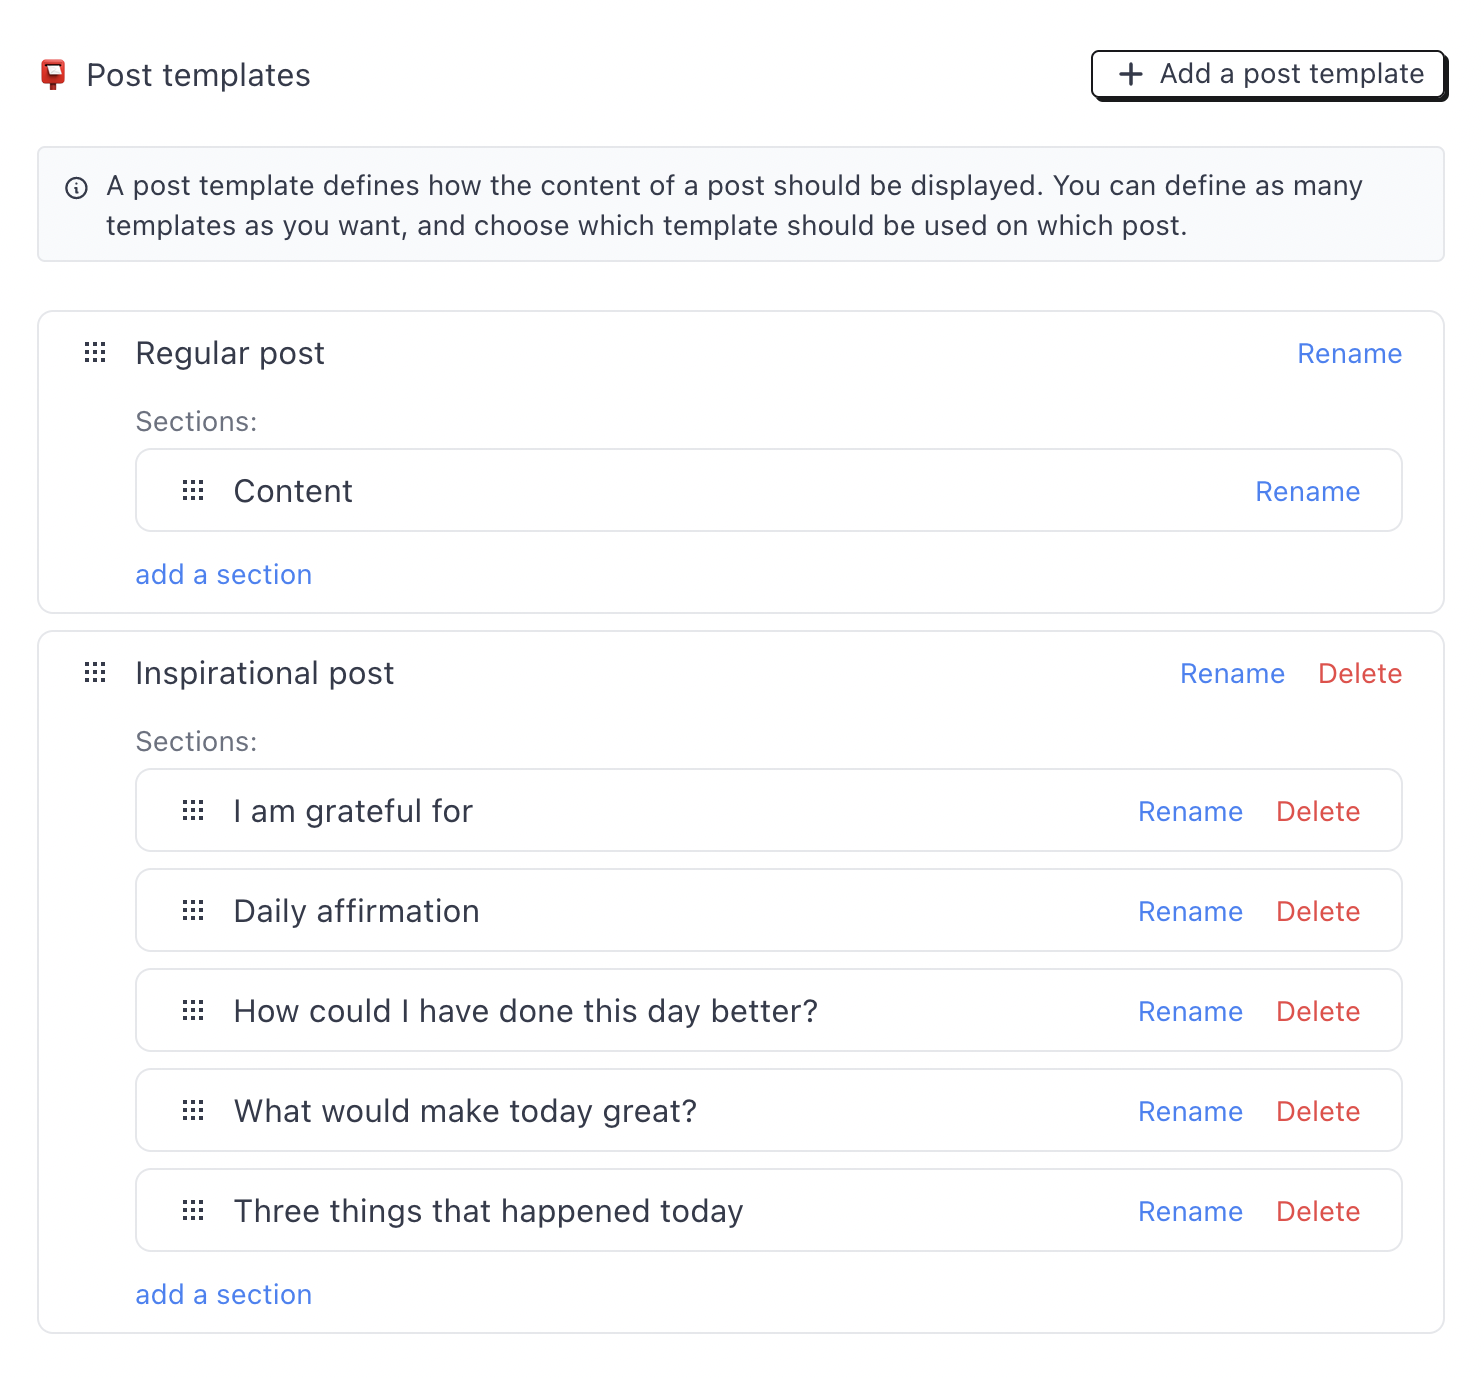 Post templates
Add a post template
A post template defines how the content of a post should be displayed. You can define as many
templates as you want, and choose which template should be used on which post.
Regular post
Rename
Sections:
Content
Rename
add a section
Inspirational post
Rename
Delete
Sections:
I am grateful for
Rename
Delete
Daily affirmation
Rename
Delete
How could I have done this day better?
Rename
Delete
What would make today great?
Rename
Delete
Three things that happened today
Rename
Delete
add a section